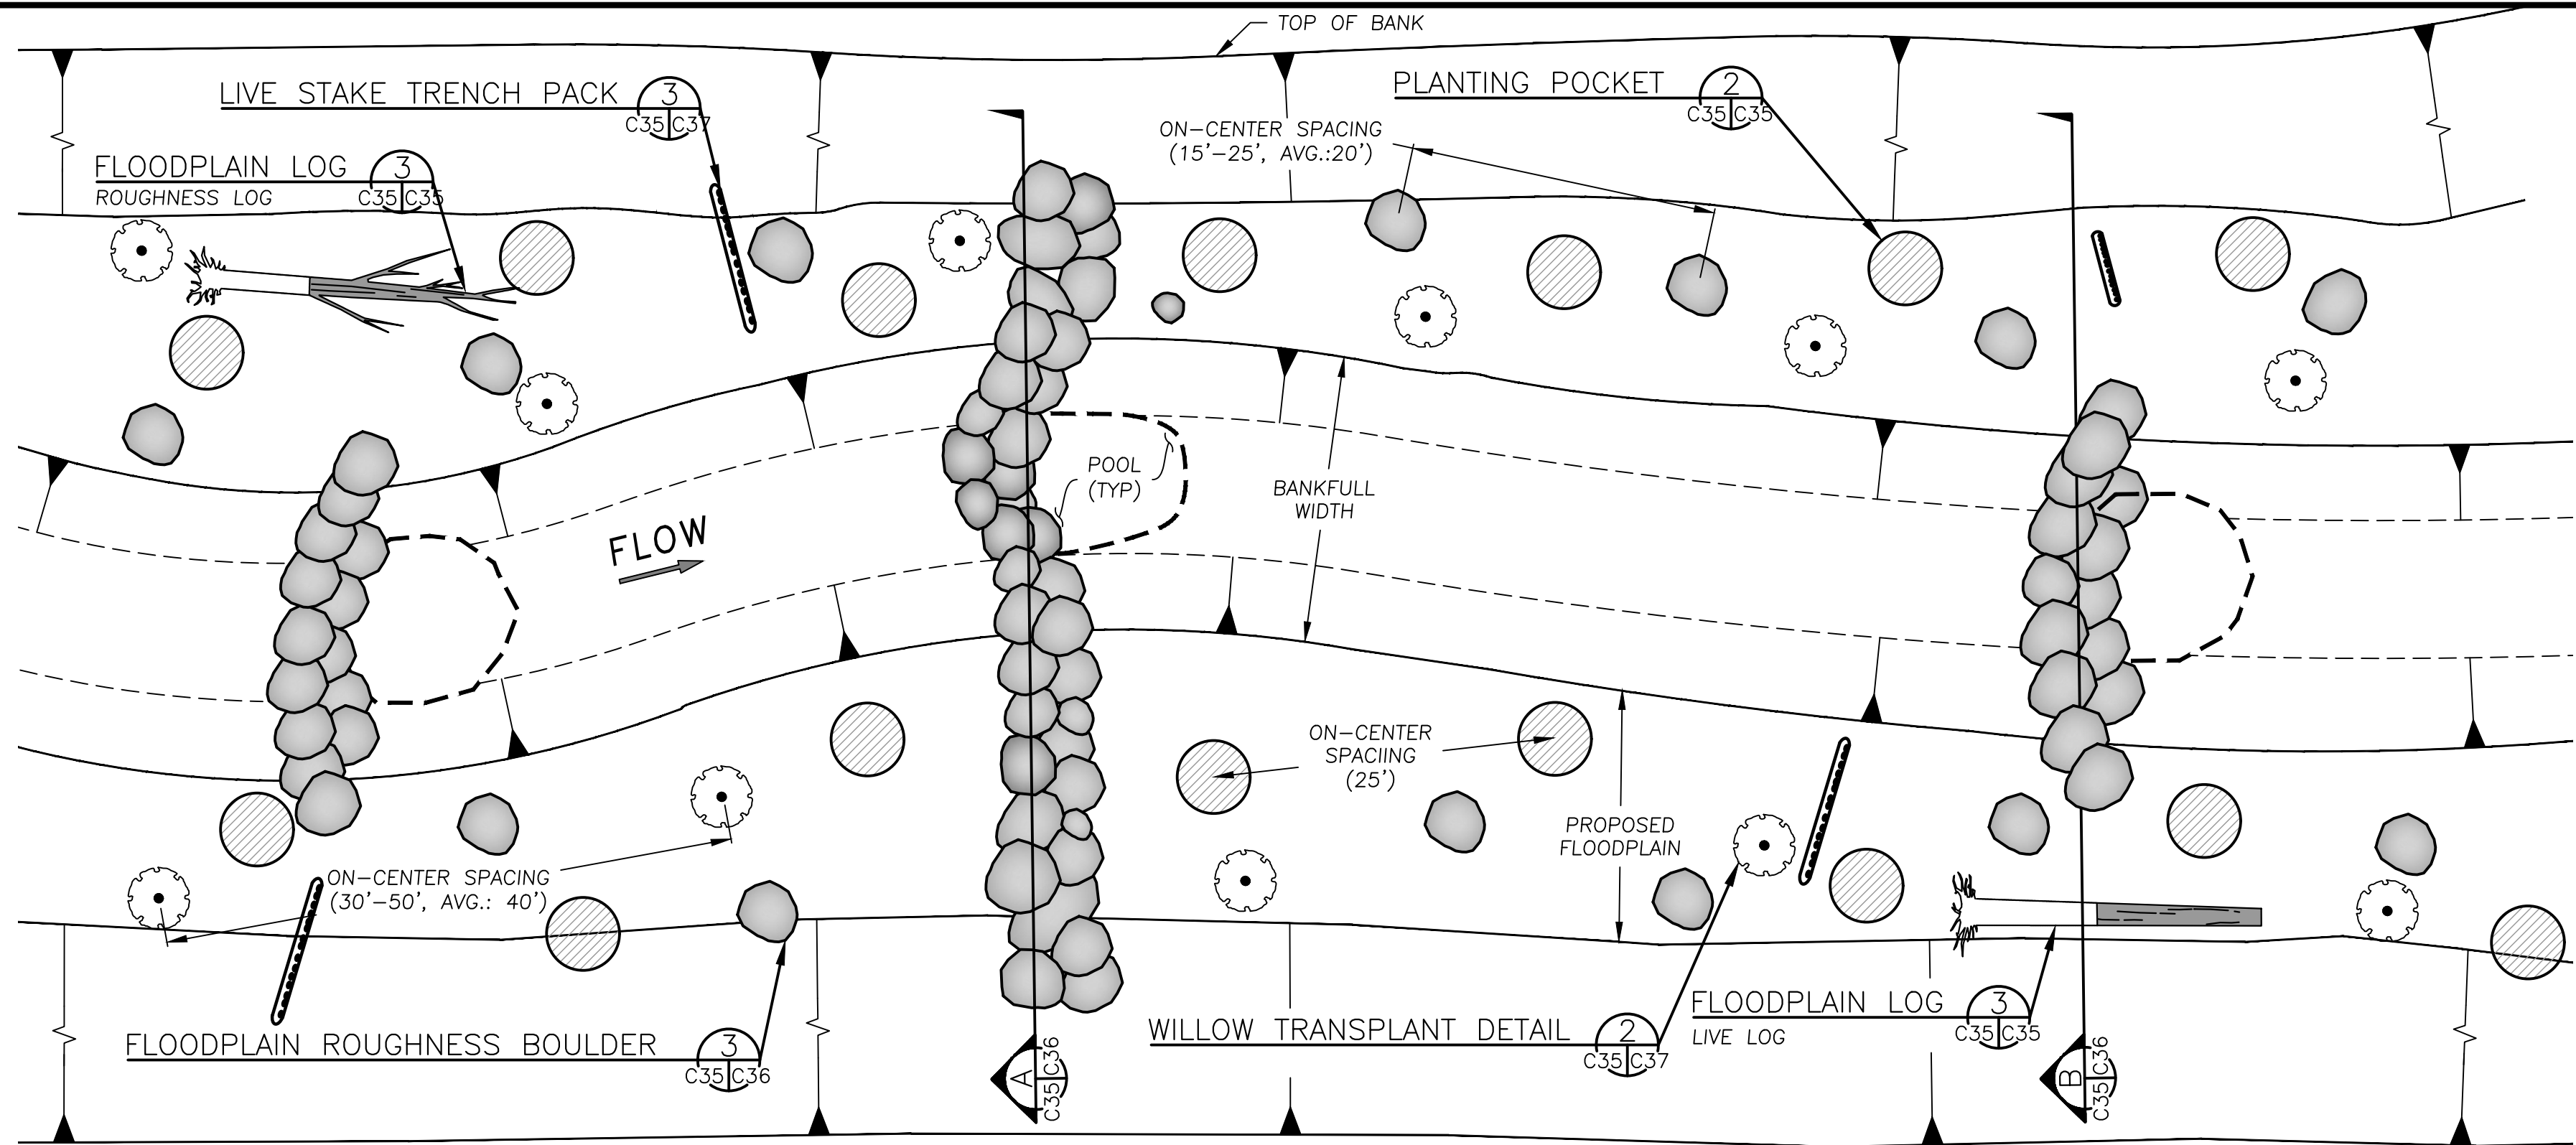 TOP OF BANK
LIVE STAKE TRENCH PACK
3
C35 C37
PLANTING POCKET
2
C35 C35
ON-CENTER SPACING
(15'-25', AVG.:20')
FLOODPLAIN LOG
ROUGHNESS LOG
3
C35 C35
POOL
(TYP)
BANKFULL
WIDTH
FLOW
ON-CENTER
SPACIING
(25')
PROPOSED
FLOODPLAIN
ON-CENTER SPACING
(30'-50', AVG.: 40')
FLOODPLAIN ROUGHNESS BOULDER
3
C35 C36
A
C35 C36
WILLOW TRANSPLANT DETAIL
2
C35 C37
FLOODPLAIN LOG
LIVE LOG
3
C35 C35
B
C35 C36